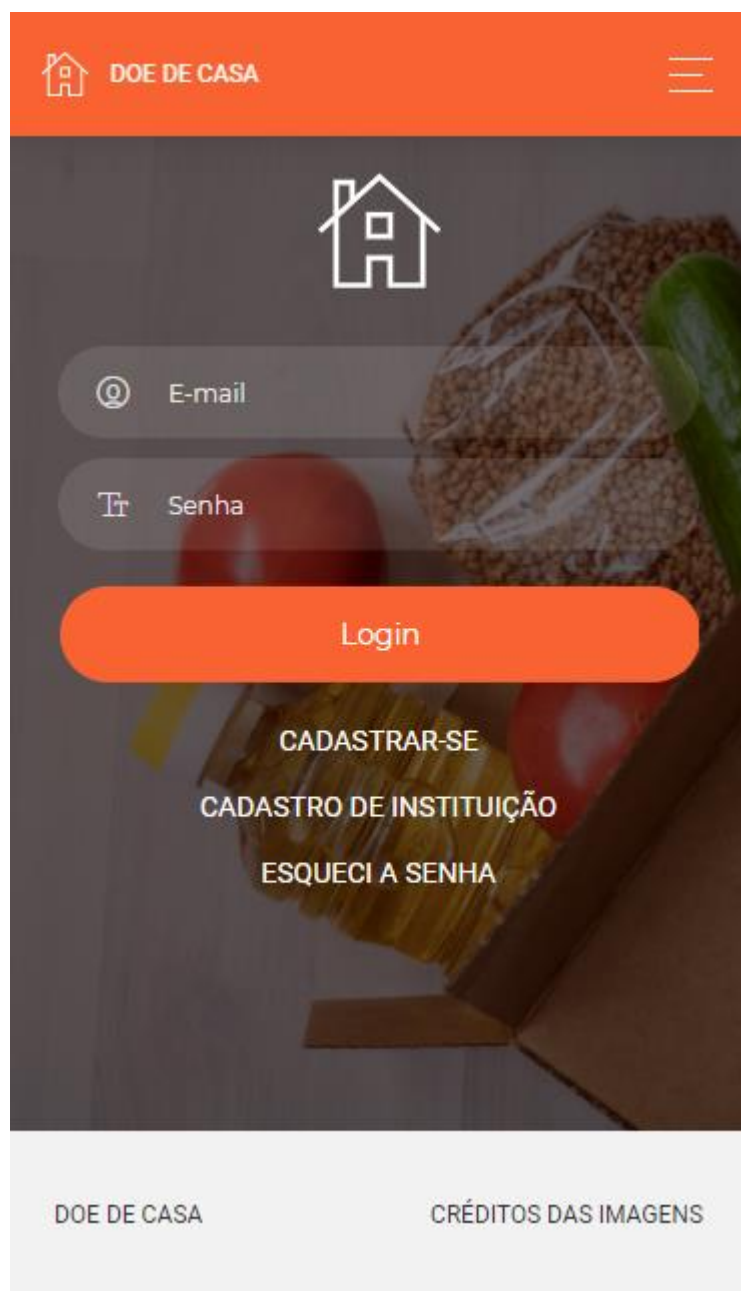 DOE DE CASA
E-mail
Senha
Login
CADASTRAR-SE
CADASTRO DE INSTITUIÇÃO
ESQUECI A SENHA
DOE DE CASA
CRÉDITOS DAS IMAGENS